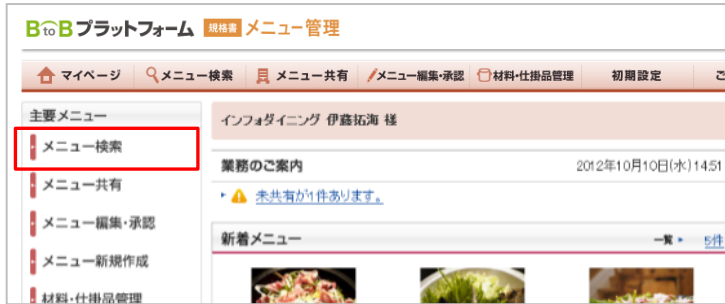 BtoBプラットフォーム 規格書 メニュー管理
マイページ メニュー検索 メニュー共有 メニュー編集・承認 材料・仕掛品管理 初期設定 ご
主要メニュー
メニュー検索
メニュー共有
メニュー編集・承認
メニュー新規作成
材料・仕掛品管理
インフォダイニング 伊藤拓海 様
業務のご案内 2012年10月10日(水)14:51
未共有が1件あります。
新着メニュー 一覧 5件